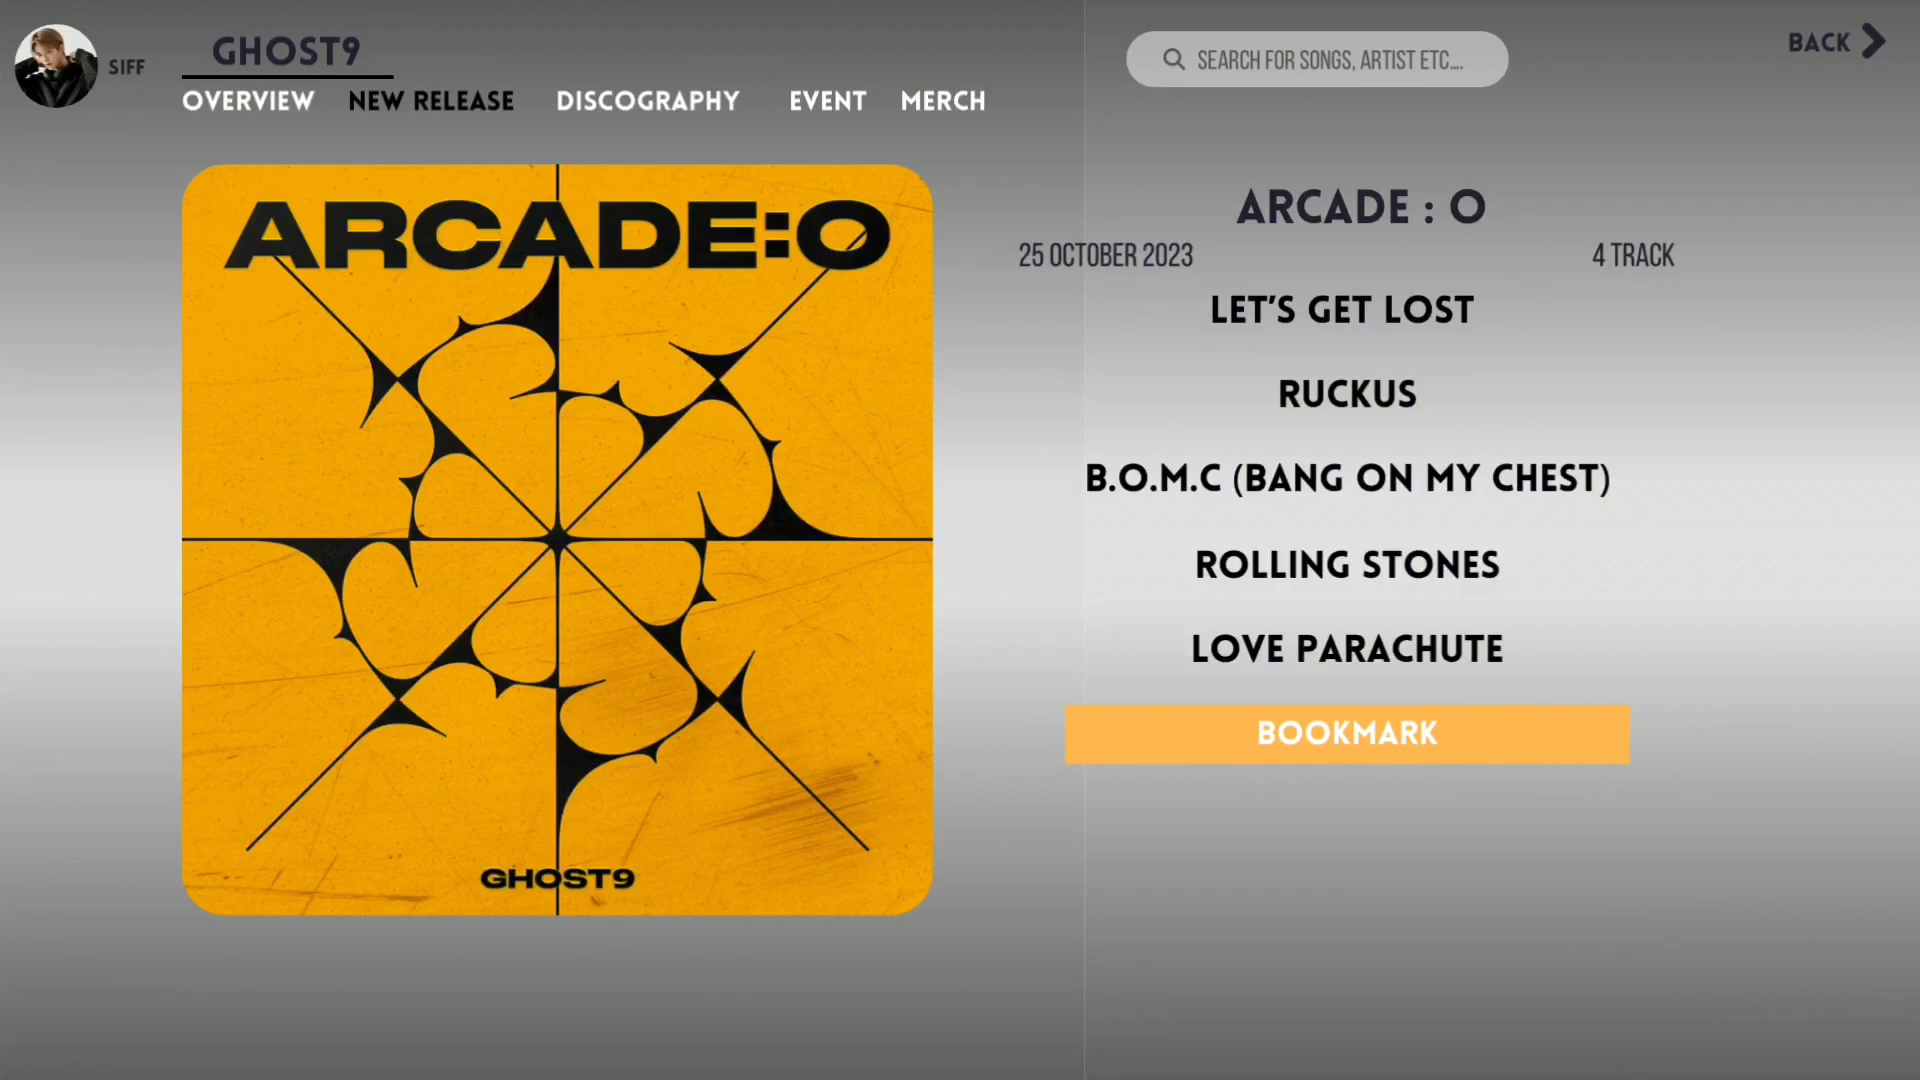 SIFF
GHOST9
OVERVIEW NEW RELEASE DISCOGRAPHY EVENT MERCH
SEARCH FOR SONGS, ARTIST ETC....
BACK
ARCADE:O
GHOST9
ARCADE : O
25 OCTOBER 2023 4 TRACK
LET'S GET LOST
RUCKUS
B.O.M.C (BANG ON MY CHEST)
ROLLING STONES
LOVE PARACHUTE
BOOKMARK